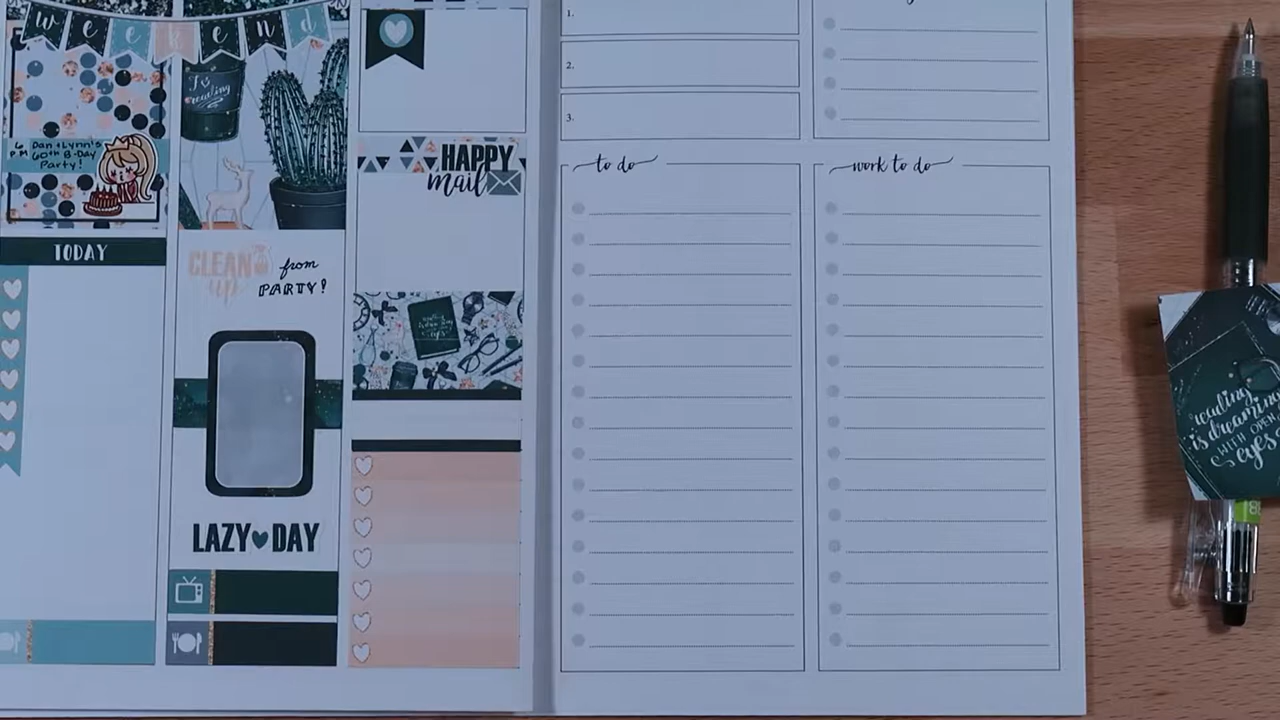 weekend
I
reading
6 PM Dan + Lynn's
60th B-Day
Party!
TODAY
CLEAN up from
PARTY!
LAZY DAY
HAPPY
mail
1.
2.
3.
to do
work to do
reading
is dreaming
WITH OPEN
eyes